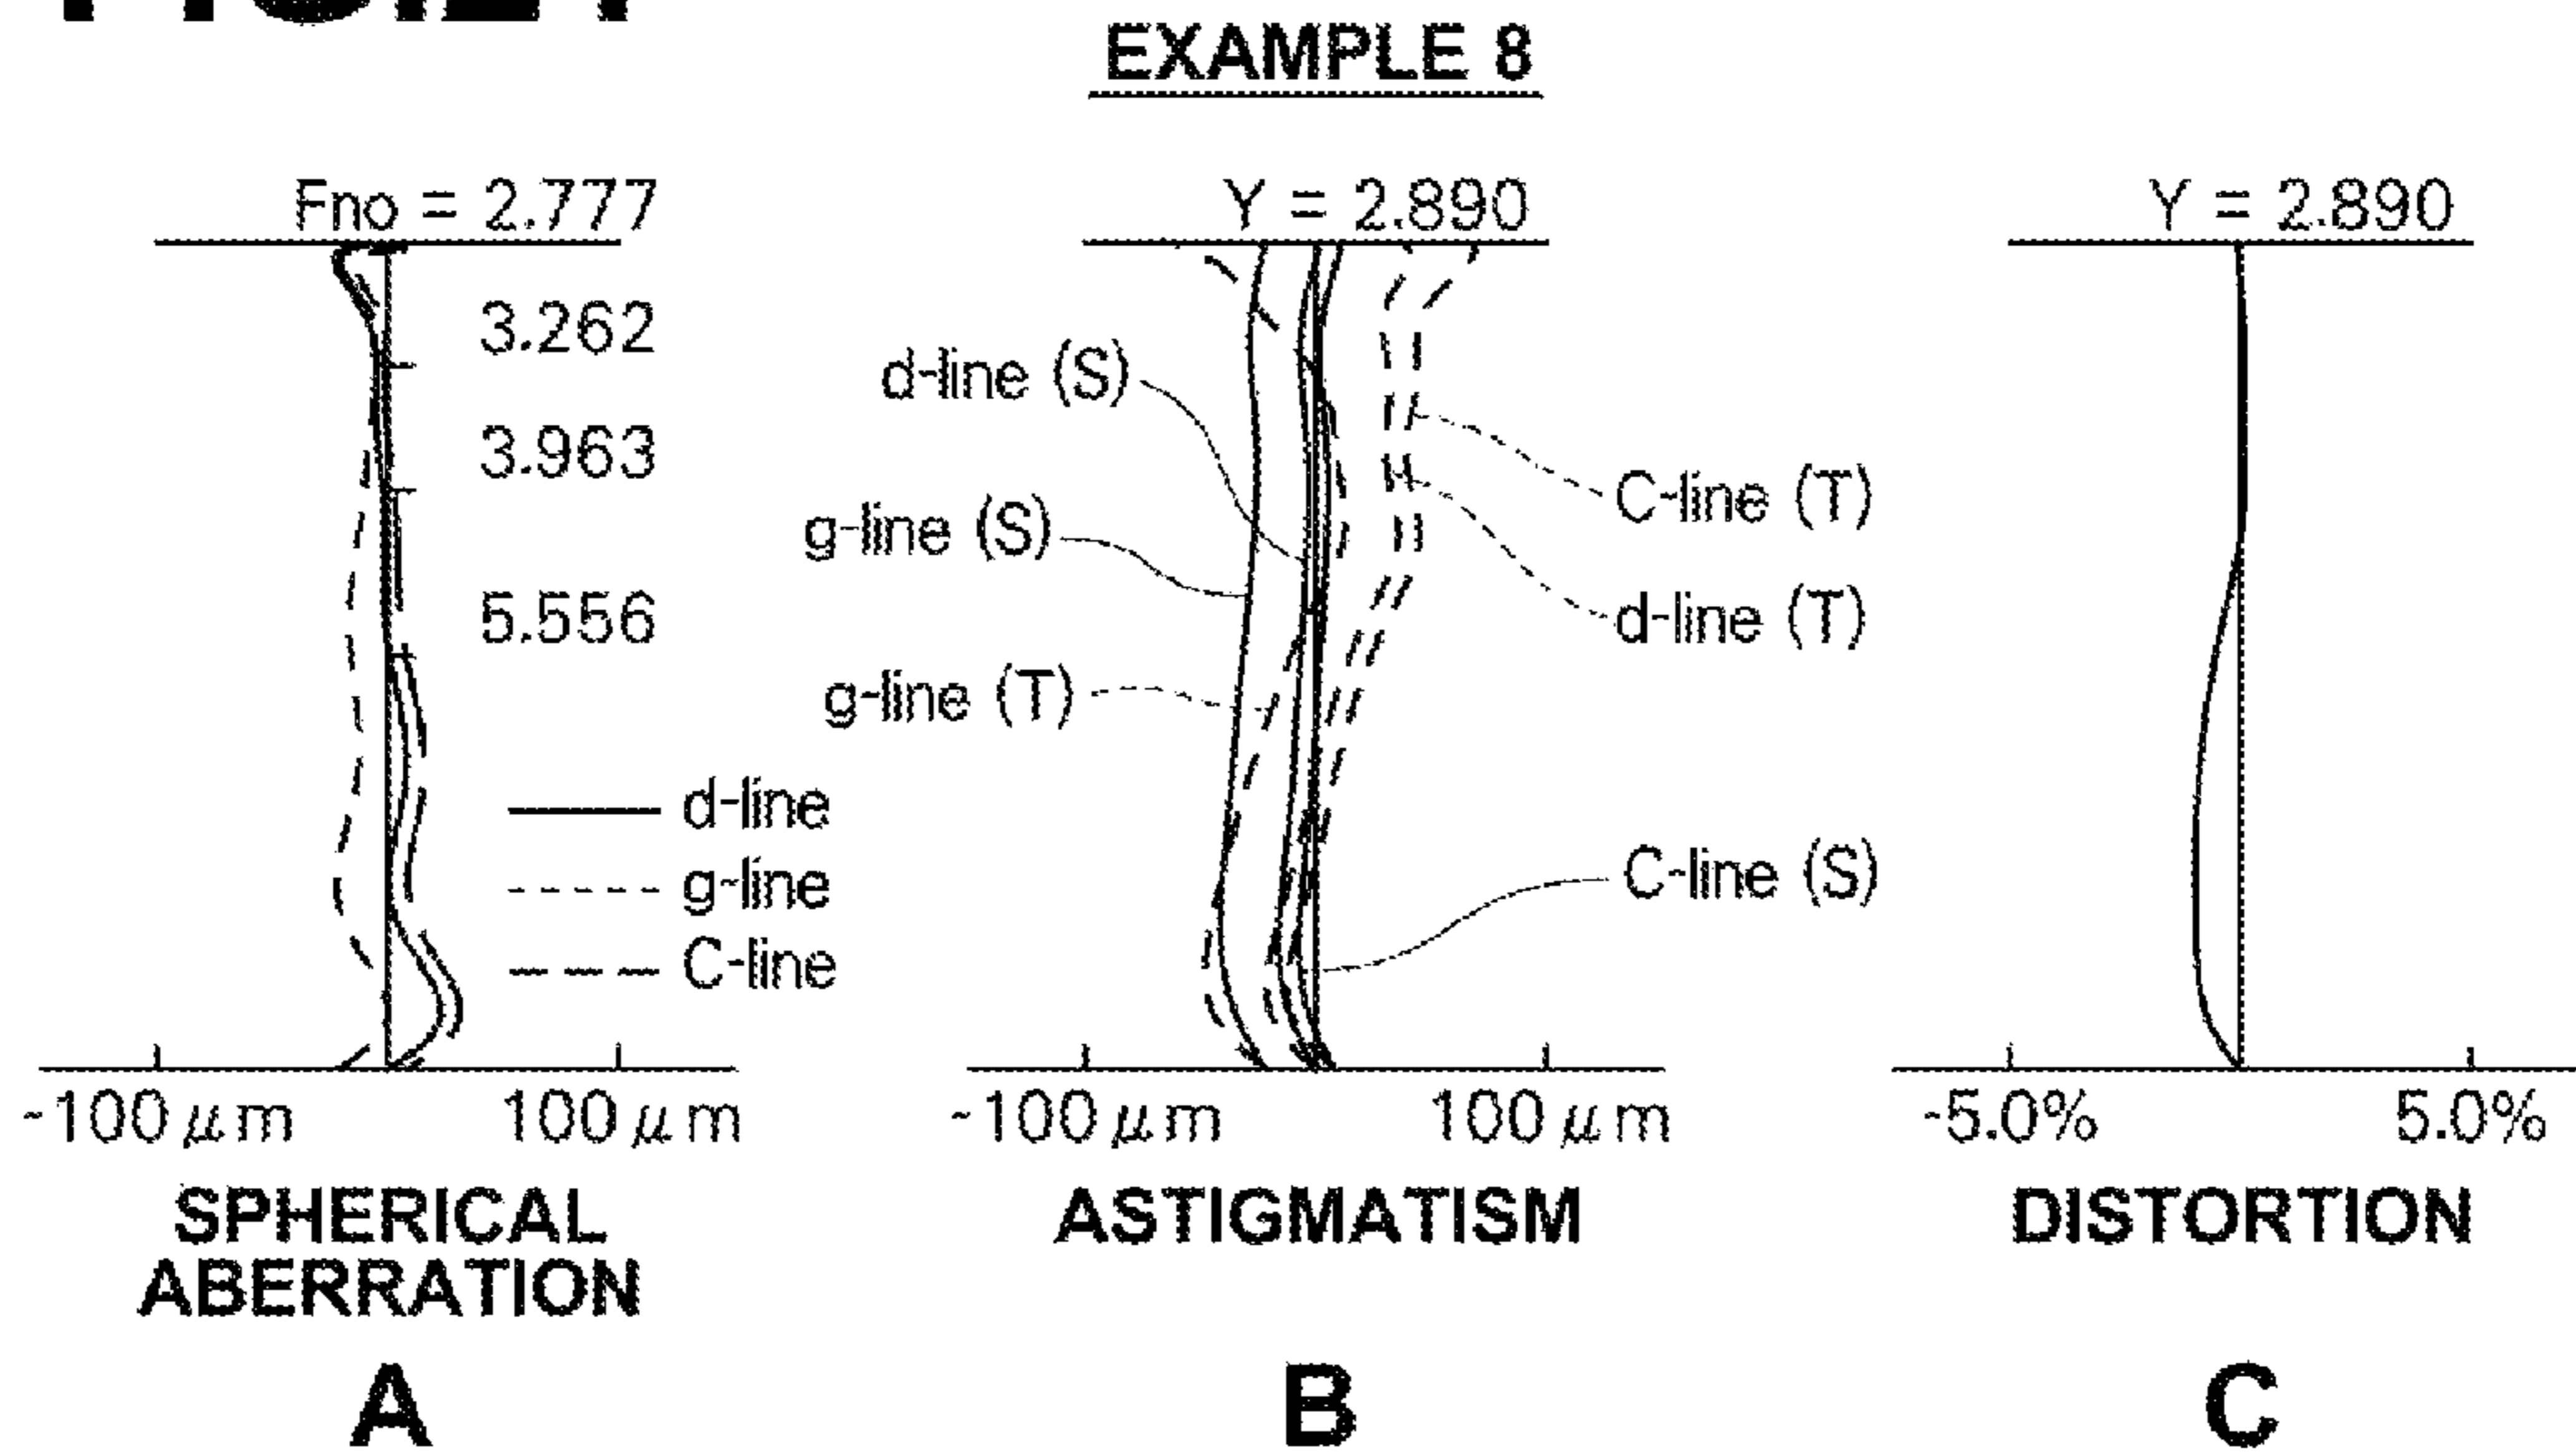 EXAMPLE 8
Fno = 2.777
3.262
3.963
5.556
d-line
g-line
C-line
-100 μm
100 μm
SPHERICAL
ABERRATION
A
Y = 2.890
d-line (S)
g-line (S)
g-line (T)
C-line (T)
d-line (T)
C-line (S)
-100 μm
100 μm
ASTIGMATISM
B
Y = 2.890
-5.0%
5.0%
DISTORTION
C